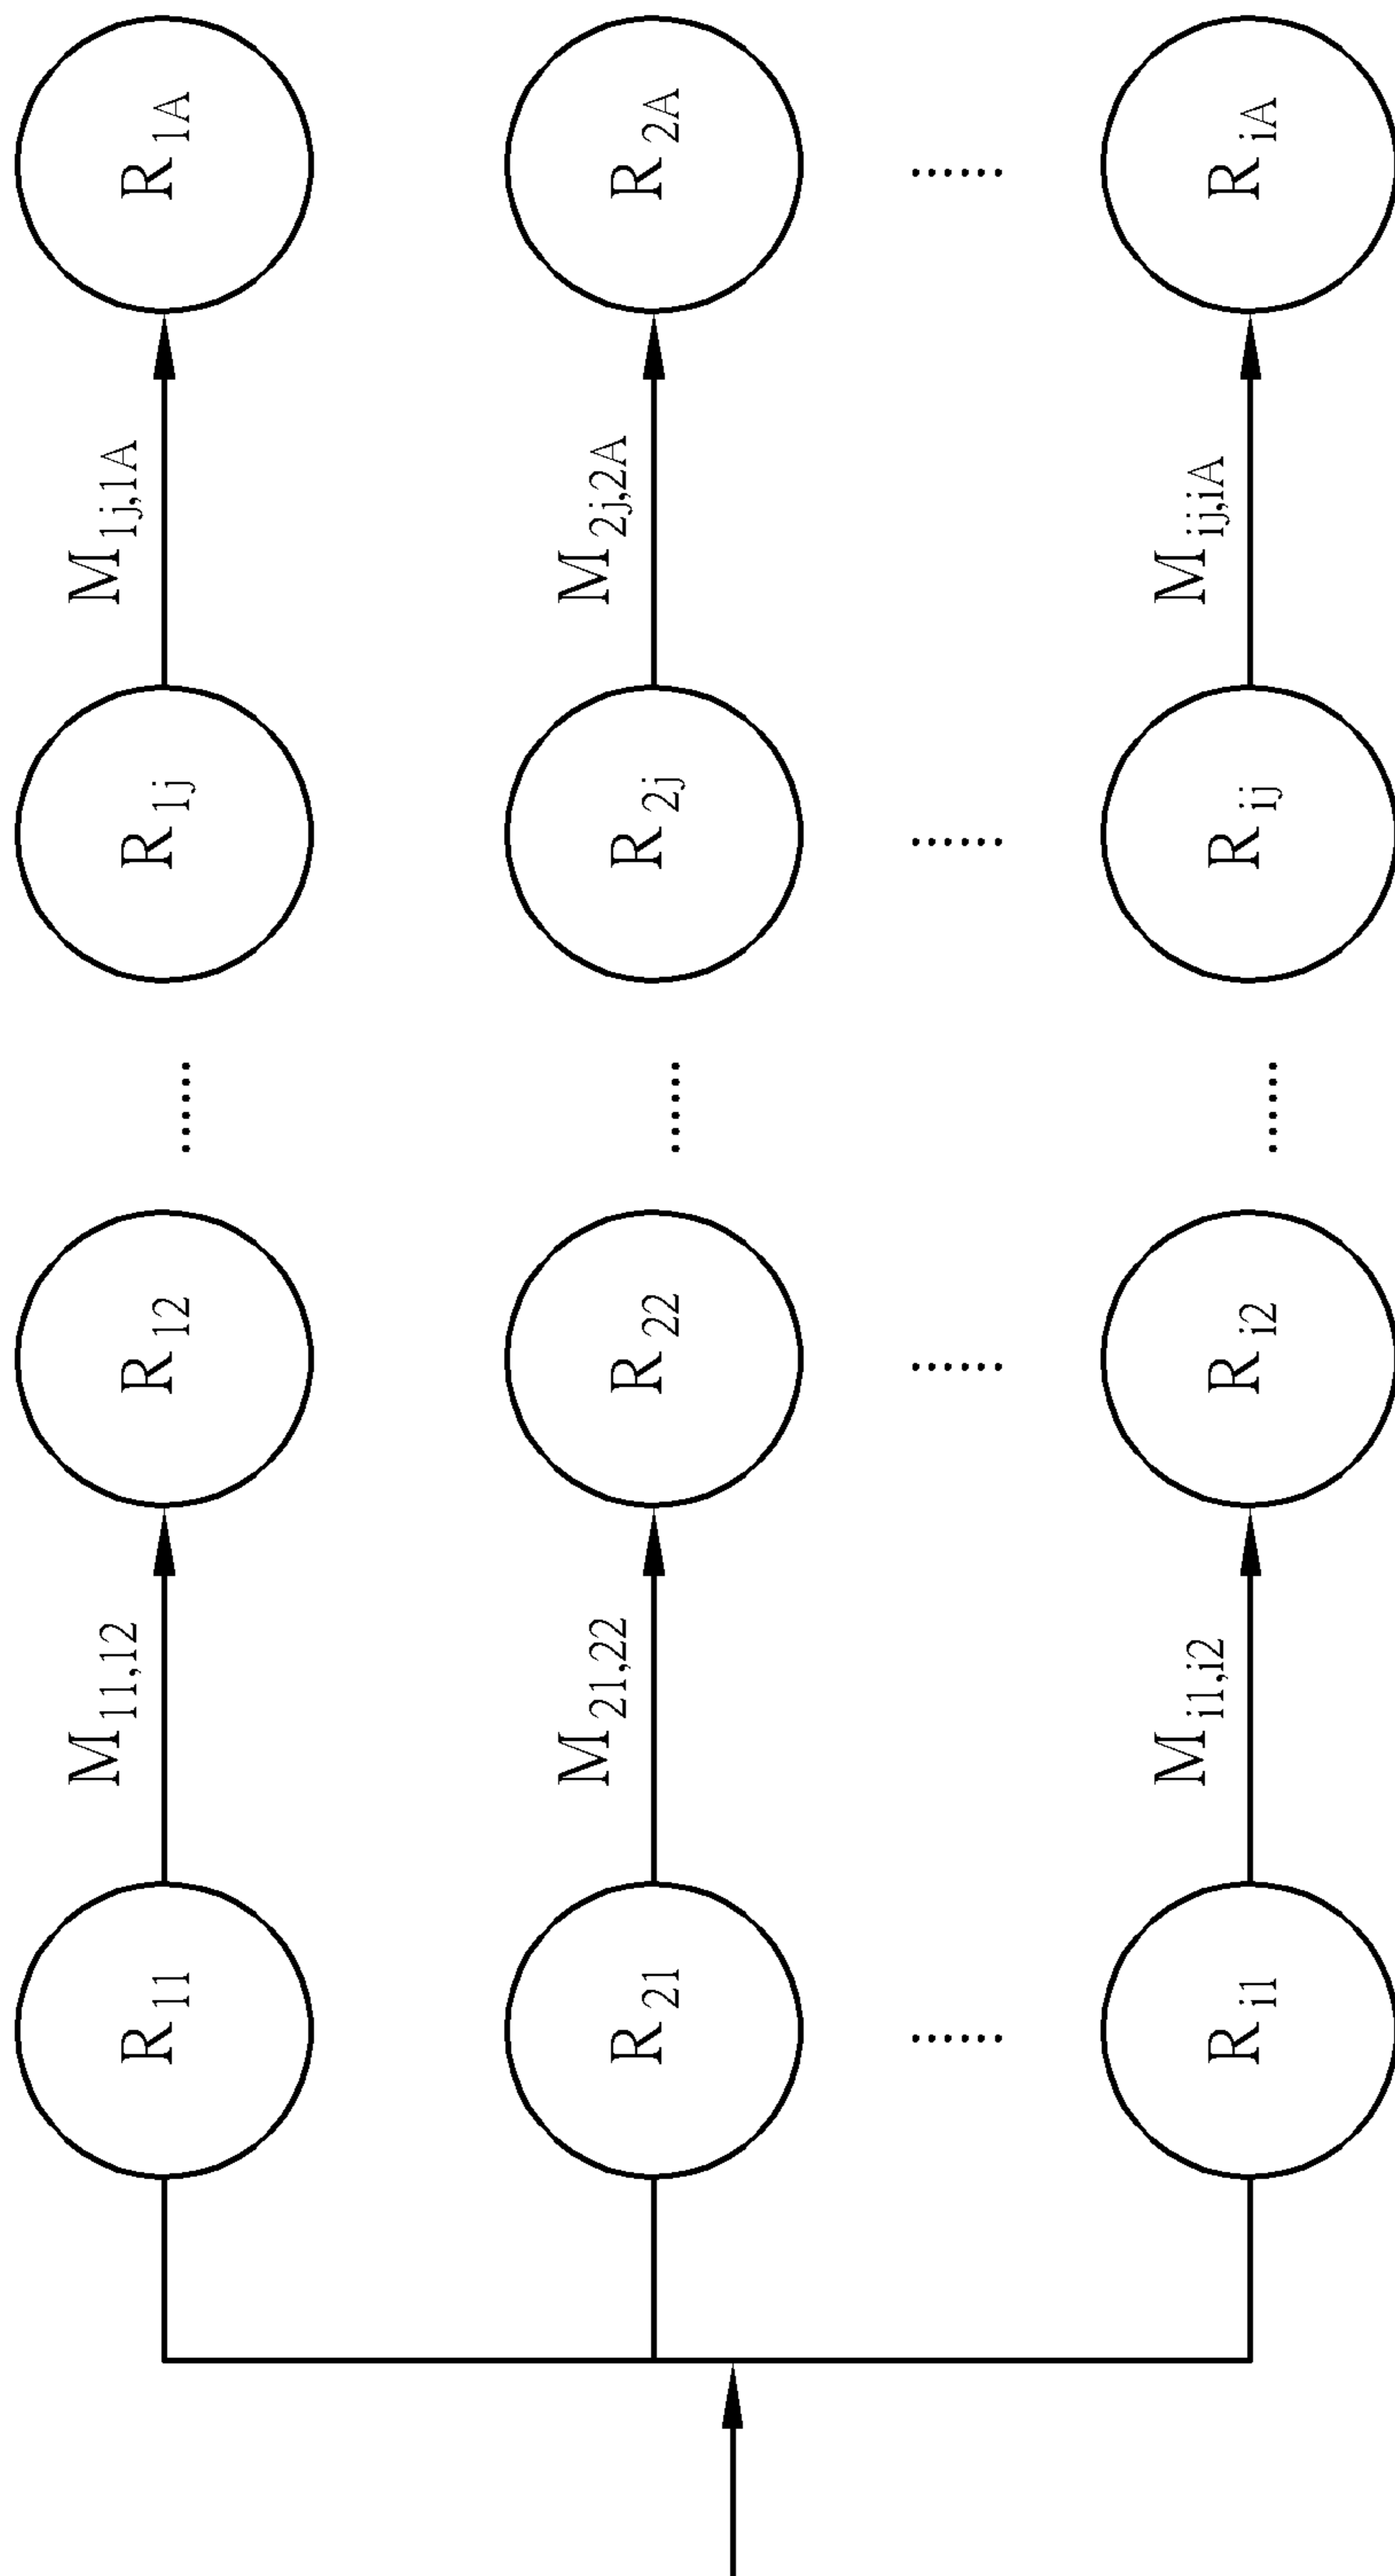 M₁₁,₁₂ M₁ⱼ,₁A
R₁₁ R₁₂ ...... R₁ⱼ R₁A
M₂₁,₂₂ M₂ⱼ,₂A
R₂₁ R₂₂ ...... R₂ⱼ R₂A
...... ...... ...... ......
Mᵢ₁,ᵢ₂ Mᵢⱼ,ᵢA
Rᵢ₁ Rᵢ₂ ...... Rᵢⱼ RᵢA